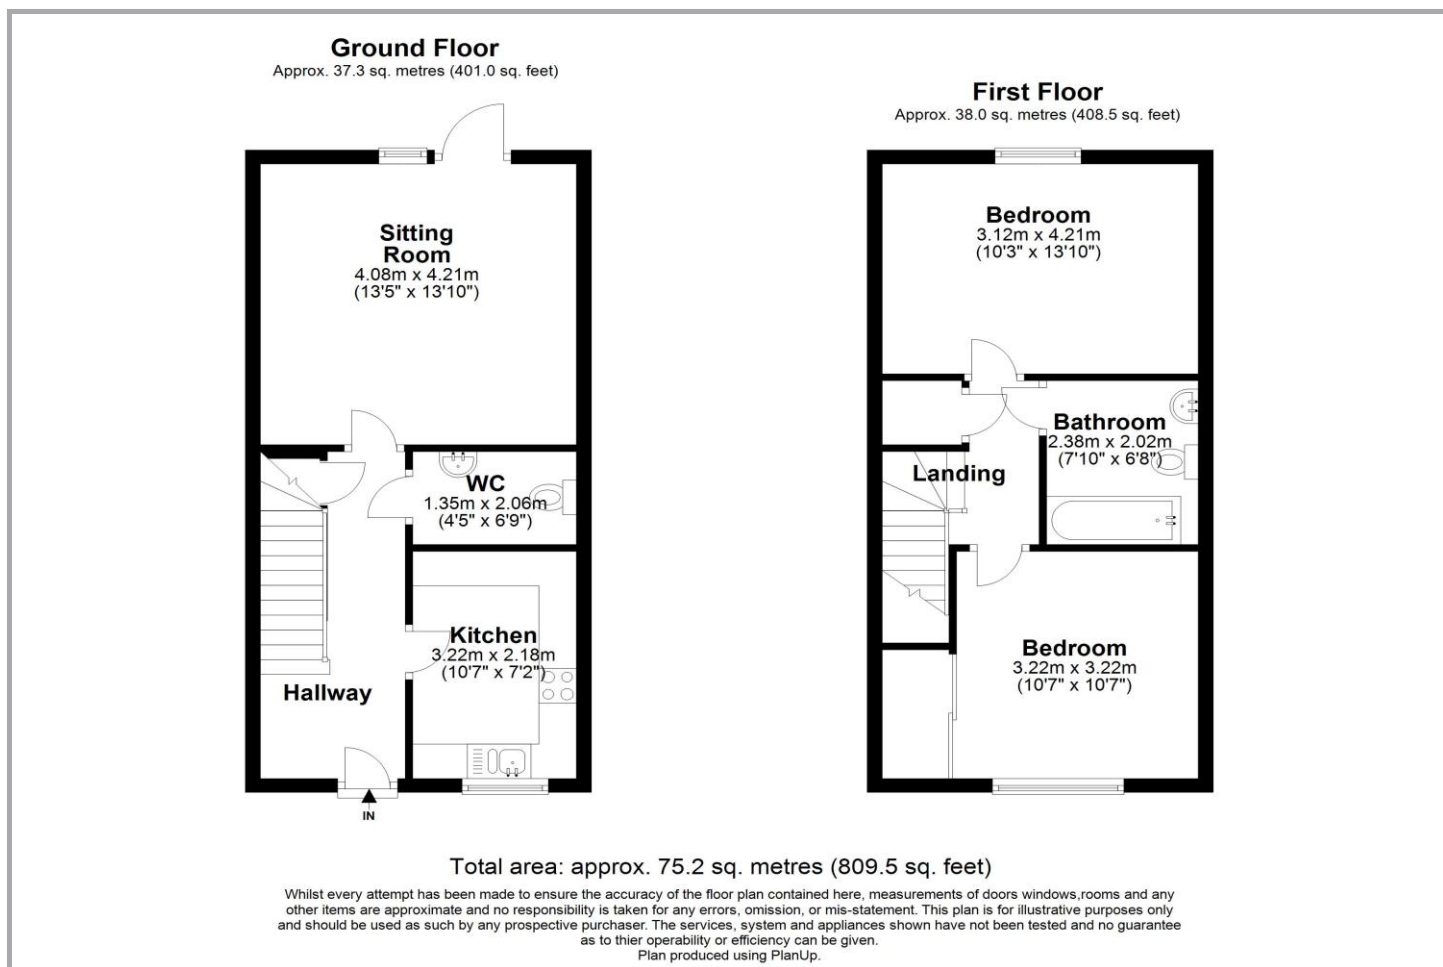 Ground Floor
Approx. 37.3 sq. metres (401.0 sq. feet)
Sitting
Room
4.08m x 4.21m
(13'5" x 13'10")
WC
1.35m x 2.06m
(4'5" x 6'9")
Kitchen
3.22m x 2.18m
(10'7" x 7'2")
Hallway
IN
First Floor
Approx. 38.0 sq. metres (408.5 sq. feet)
Bedroom
3.12m x 4.21m
(10'3" x 13'10")
Bathroom
2.38m x 2.02m
(7'10" x 6'8")
Landing
Bedroom
3.22m x 3.22m
(10'7" x 10'7")
Total area: approx. 75.2 sq. metres (809.5 sq. feet)
Whilst every attempt has been made to ensure the accuracy of the floor plan contained here, measurements of doors windows,rooms and any
other items are approximate and no responsibility is taken for any errors, omission, or mis-statement. This plan is for illustrative purposes only
and should be used as such by any prospective purchaser. The services, system and appliances shown have not been tested and no guarantee
as to thier operability or efficiency can be given.
Plan produced using PlanUp.